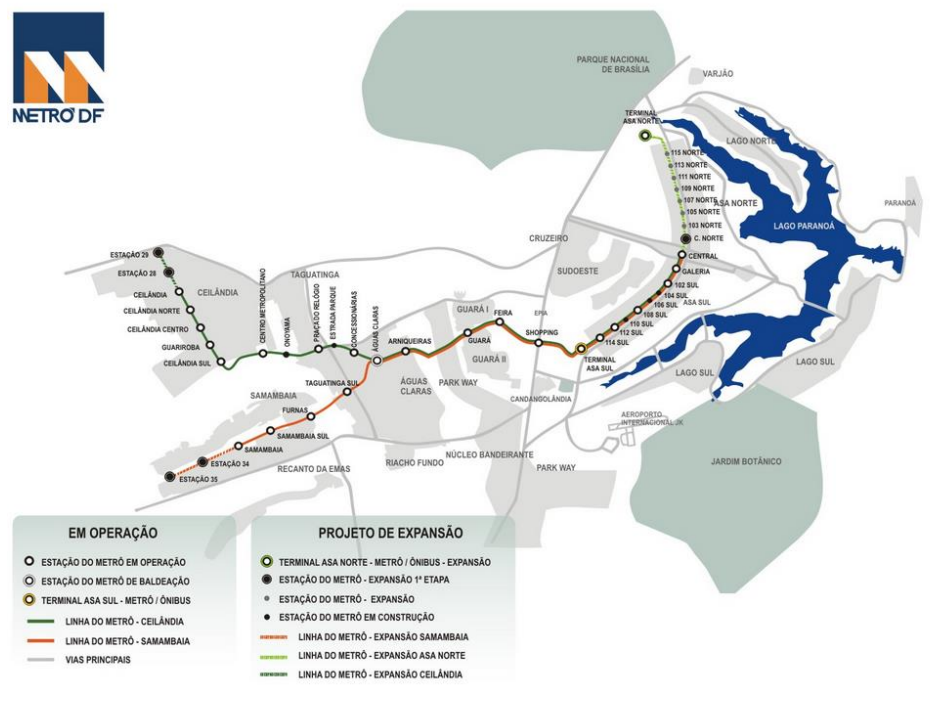 METRÔ DF
PARQUE NACIONAL
DE BRASÍLIA
VARJÃO
TERMINAL
ASA NORTE
LAGO NORTE
115 NORTE
113 NORTE
111 NORTE
109 NORTE
107 NORTE
105 NORTE
103 NORTE
ASA NORTE
PARANOÁ
LAGO PARANOÁ
C. NORTE
CRUZEIRO
CENTRAL
GALERIA
SUDOESTE
102 SUL
104 SUL
106 SUL
ASA SUL
108 SUL
110 SUL
112 SUL
114 SUL
ESTAÇÃO 29
ESTAÇÃO 28
CEILÂNDIA
CEILÂNDIA
CEILÂNDIA NORTE
CEILÂNDIA CENTRO
GUARIROBA
CEILÂNDIA SUL
CENTRO METROPOLITANO
ONOYAMA
TAGUATINGA
PRAÇA DO RELÓGIO
ESTRADA PARQUE
CONCESSIONÁRIAS
ÁGUAS CLARAS
ARNIQUEIRAS
GUARÁ I
FEIRA
GUARÁ
GUARÁ II
EPIA
SHOPPING
TERMINAL
ASA SUL
LAGO SUL
LAGO SUL
TAGUATINGA SUL
ÁGUAS
CLARAS
PARK WAY
CANDANGOLÂNDIA
SAMAMBAIA
FURNAS
SAMAMBAIA SUL
SAMAMBAIA
ESTAÇÃO 34
ESTAÇÃO 35
RECANTO DA EMAS
RIACHO FUNDO
NÚCLEO BANDEIRANTE
PARK WAY
AEROPORTO
INTERNACIONAL JK
JARDIM BOTÂNICO
EM OPERAÇÃO
ESTAÇÃO DO METRÔ EM OPERAÇÃO
ESTAÇÃO DO METRÔ DE BALDEAÇÃO
TERMINAL ASA SUL - METRÔ / ÔNIBUS
LINHA DO METRÔ - CEILÂNDIA
LINHA DO METRÔ - SAMAMBAIA
VIAS PRINCIPAIS
PROJETO DE EXPANSÃO
TERMINAL ASA NORTE - METRÔ / ÔNIBUS - EXPANSÃO
ESTAÇÃO DO METRÔ - EXPANSÃO 1ª ETAPA
ESTAÇÃO DO METRÔ - EXPANSÃO
ESTAÇÃO DO METRÔ EM CONSTRUÇÃO
LINHA DO METRÔ - EXPANSÃO SAMAMBAIA
LINHA DO METRÔ - EXPANSÃO ASA NORTE
LINHA DO METRÔ - EXPANSÃO CEILÂNDIA